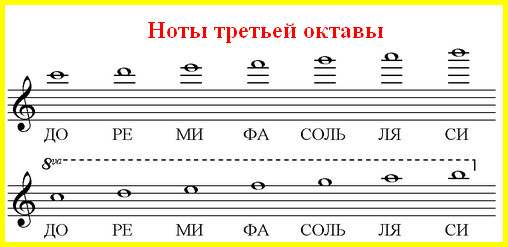 Ноты третьей октавы
ДО РЕ МИ ФА СОЛЬ ЛЯ СИ
8va
ДО РЕ МИ ФА СОЛЬ ЛЯ СИ